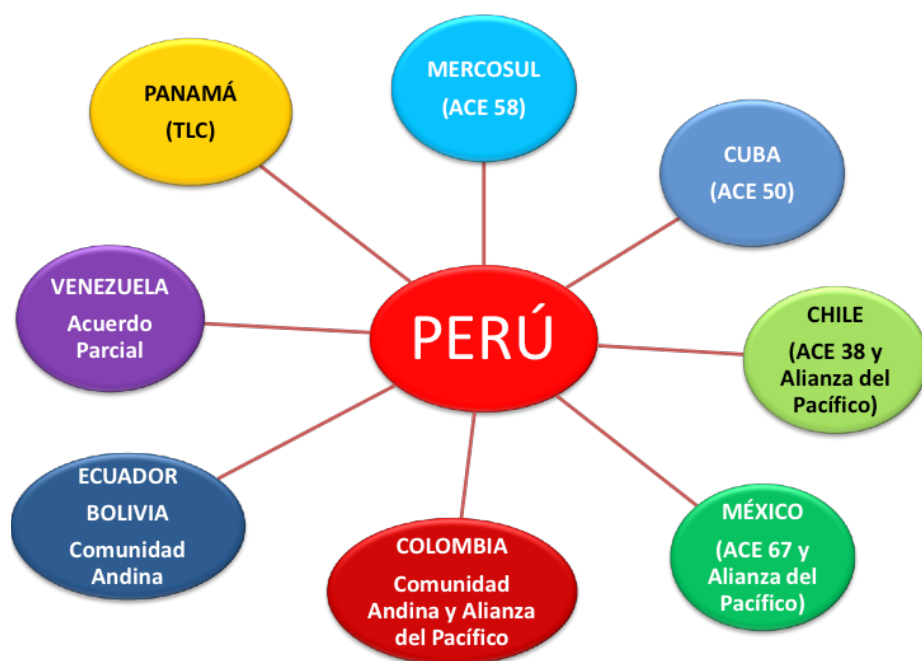 MERCOSUL
(ACE 58)
PANAMÁ
(TLC)
CUBA
(ACE 50)
VENEZUELA
Acuerdo
Parcial
PERÚ
CHILE
(ACE 38 y
Alianza del
Pacífico)
ECUADOR
BOLIVIA
Comunidad
Andina
COLOMBIA
Comunidad
Andina y Alianza
del Pacífico
MÉXICO
(ACE 67 y
Alianza del
Pacífico)